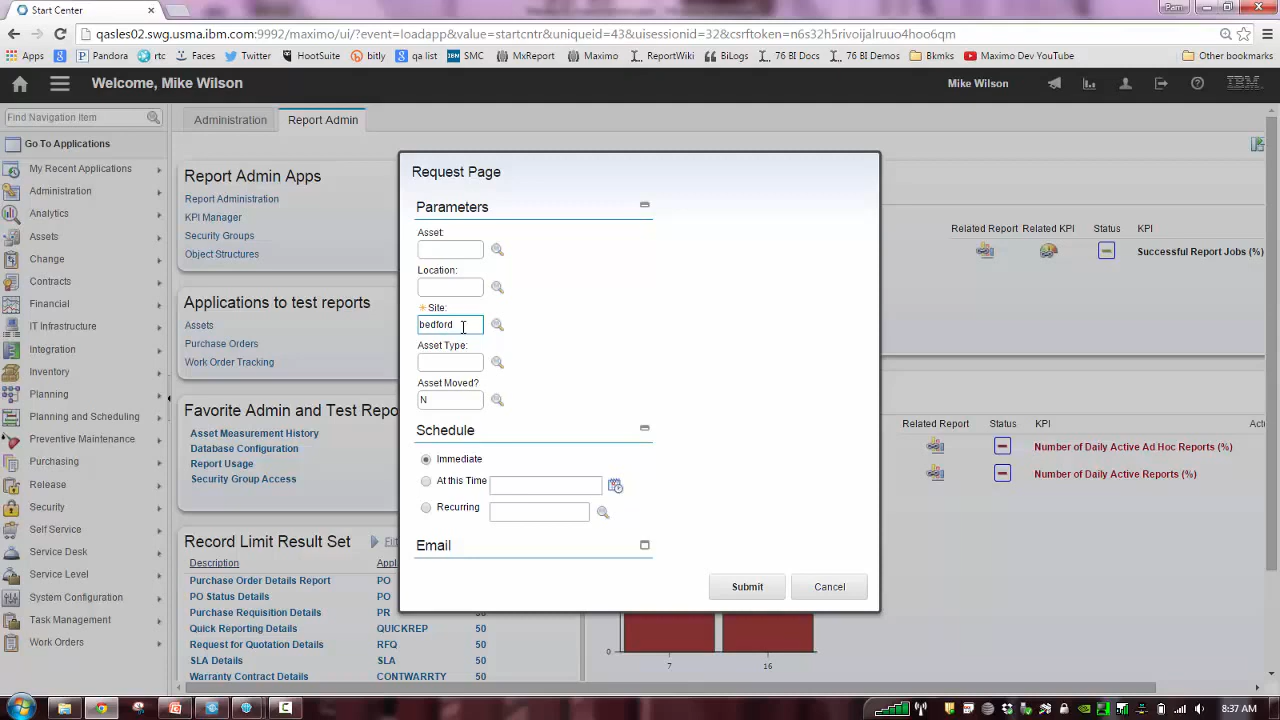 Start Center
Pam
qasles02.swg.usma.ibm.com:9992/maximo/ui/?event=loadapp&value=startcntr&uniqueid=43&uisessionid=32&csrftoken=n6s32h5rivoijalruuo4hoo6qm
Apps
Pandora
rtc
Faces
HootSuite
bitly
qa list
SMC
MxReport
Maximo
ReportWiki
BiLogs
76 BI Docs
76 BI Demos
Bkmks
Maximo Dev YouTube
Other bookmarks
Welcome, Mike Wilson
Mike Wilson
IBM
Find Navigation Item
Administration
Report Admin
Go To Applications
My Recent Applications
Administration
Analytics
Assets
Change
Contracts
Financial
IT Infrastructure
Integration
Inventory
Planning
Planning and Scheduling
Preventive Maintenance
Purchasing
Release
Security
Self Service
Service Desk
Service Level
System Configuration
Task Management
Work Orders
Report Admin Apps
Report Administration
KPI Manager
Security Groups
Object Structures
Applications to test reports
Assets
Purchase Orders
Work Order Tracking
Favorite Admin and Test Repo
Asset Measurement History
Database Configuration
Report Usage
Security Group Access
Record Limit Result Set
Description
Purchase Order Details Report PO 50
PO Status Details PO 50
Purchase Requisition Details PR 50
Quick Reporting Details QUICKREP 50
Request for Quotation Details RFQ 50
SLA Details SLA 50
Warranty Contract Details CONTWARRTY 50
Request Page
Parameters
Asset:
Location:
Site:
bedford
Asset Type:
Asset Moved?
N
Schedule
Immediate
At this Time
Recurring
Email
Submit
Cancel
Related Report Related KPI Status KPI
Successful Report Jobs (%)
Related Report Status KPI
Number of Daily Active Ad Hoc Reports (%)
Number of Daily Active Reports (%)
0
7
16
8:37 AM